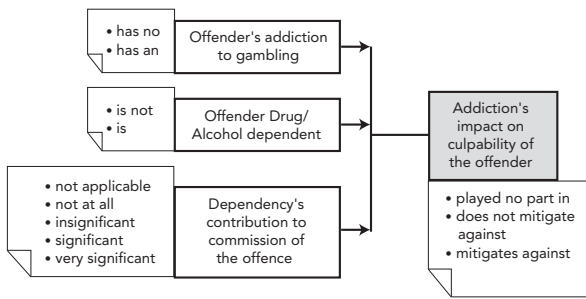 • has no
• has an
Offender's addiction
to gambling
• is not
• is
Offender Drug/
Alcohol dependent
• not applicable
• not at all
• insignificant
• significant
• very significant
Dependency's
contribution to
commission of
the offence
Addiction's
impact on
culpability of
the offender
• played no part in
• does not mitigate
against
• mitigates against